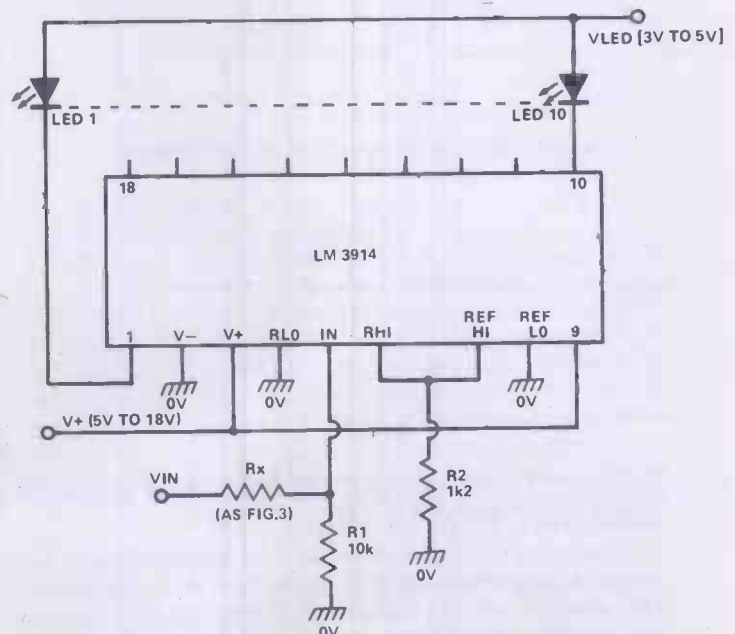 VLED [3V TO 5V]
LED 1
LED 10
18
10
LM 3914
1
V–
V+
RLO
IN
RHI
REF
HI
REF
LO
9
0V
0V
0V
V+ (5V TO 18V)
VIN
Rx
(AS FIG.3)
R1
10k
0V
R2
1k2
0V